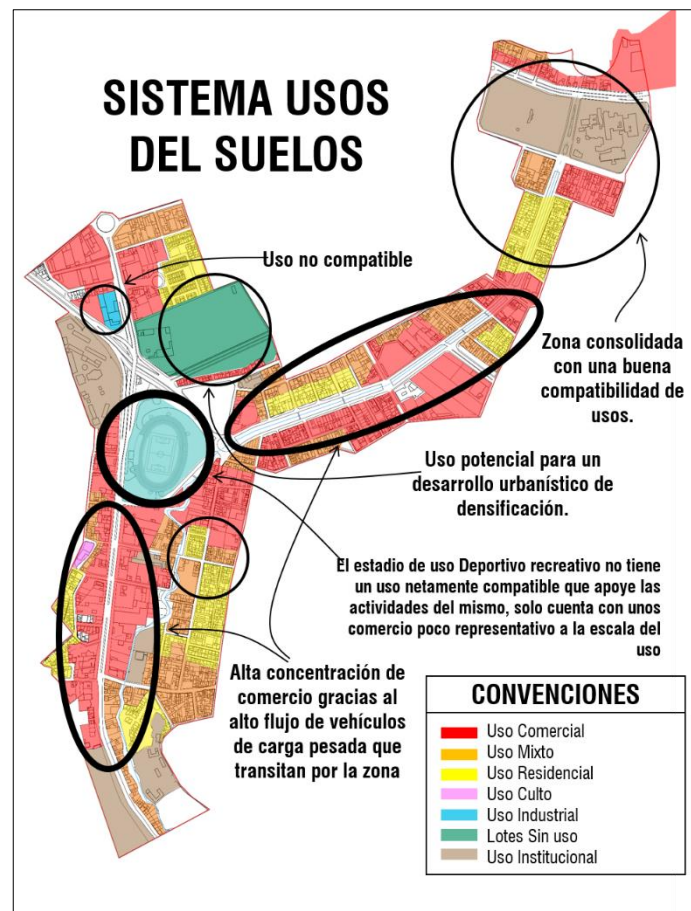 SISTEMA USOS
DEL SUELOS
Uso no compatible
Zona consolidada
con una buena
compatibilidad de
usos.
Uso potencial para un
desarrollo urbanístico de
densificación.
El estadio de uso Deportivo recreativo no tiene
un uso netamente compatible que apoye las
actividades del mismo, solo cuenta con unos
comercio poco representativo a la escala del
uso
Alta concentración de
comercio gracias al
alto flujo de vehículos
de carga pesada que
transitan por la zona
CONVENCIONES
Uso Comercial
Uso Mixto
Uso Residencial
Uso Culto
Uso Industrial
Lotes Sin uso
Uso Institucional